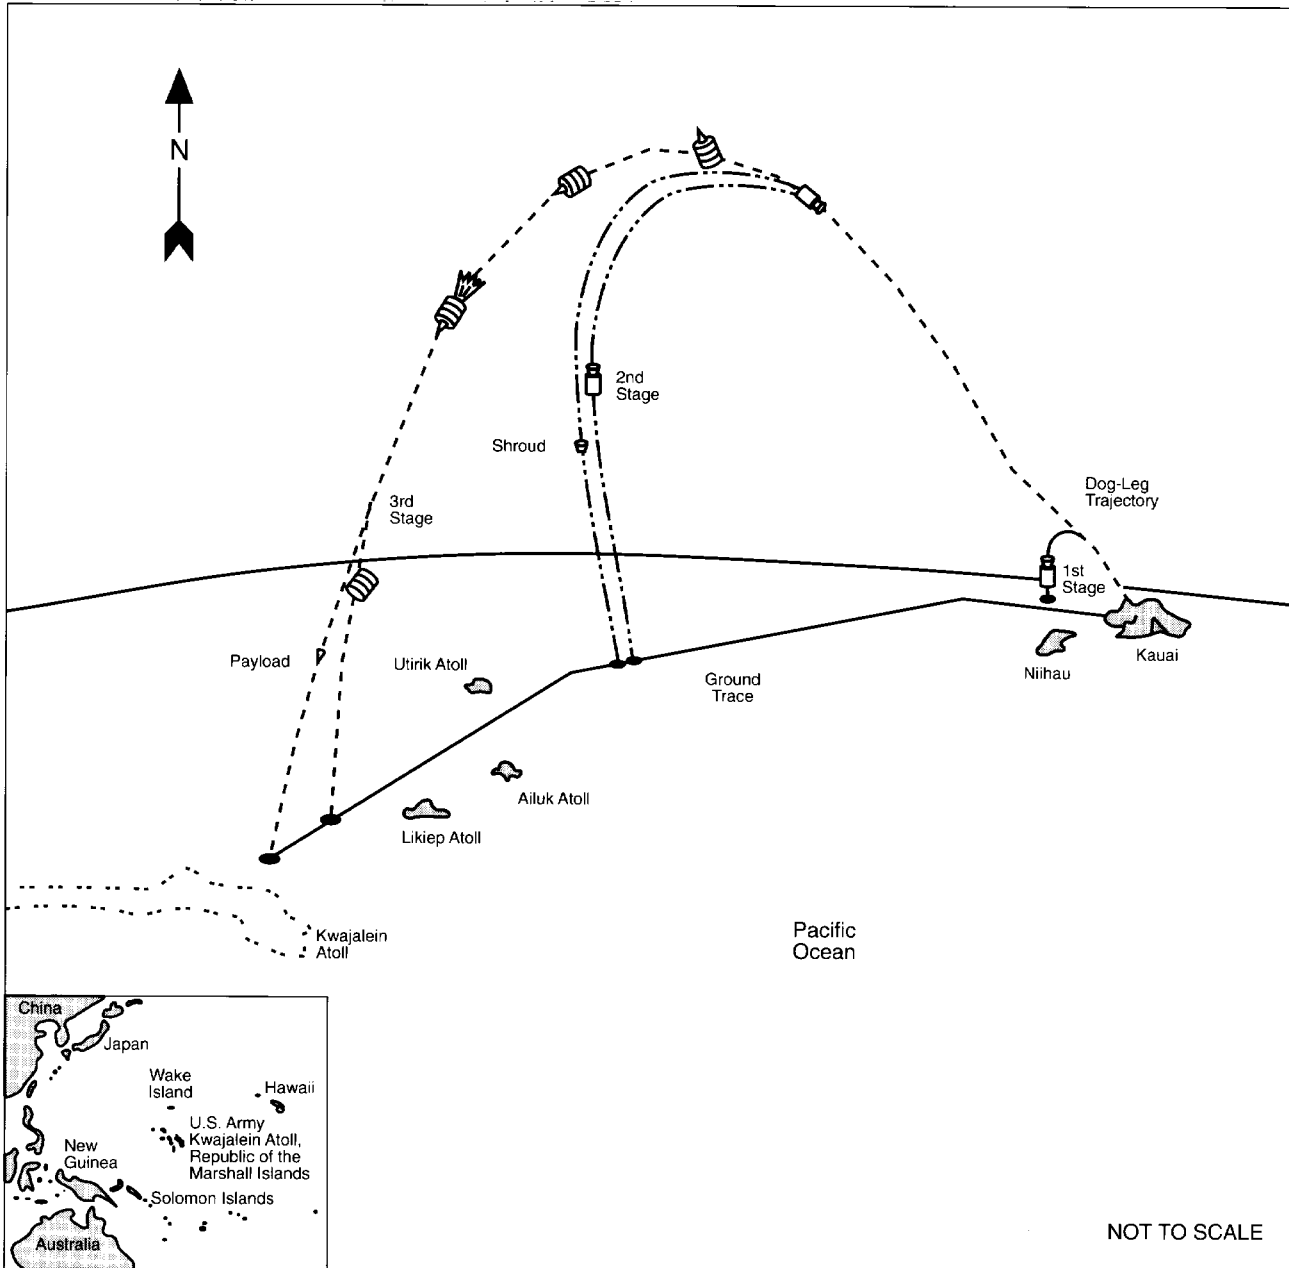 N
2nd
Stage
Shroud
Dog-Leg
Trajectory
3rd
Stage
1st
Stage
Payload
Utirik Atoll
Ground
Trace
Niihau
Kauai
Ailuk Atoll
Likiep Atoll
Kwajalein
Atoll
Pacific
Ocean
China
Japan
Wake
Island
Hawaii
U.S. Army
Kwajalein Atoll,
Republic of the
Marshall Islands
New
Guinea
Solomon Islands
Australia
NOT TO SCALE